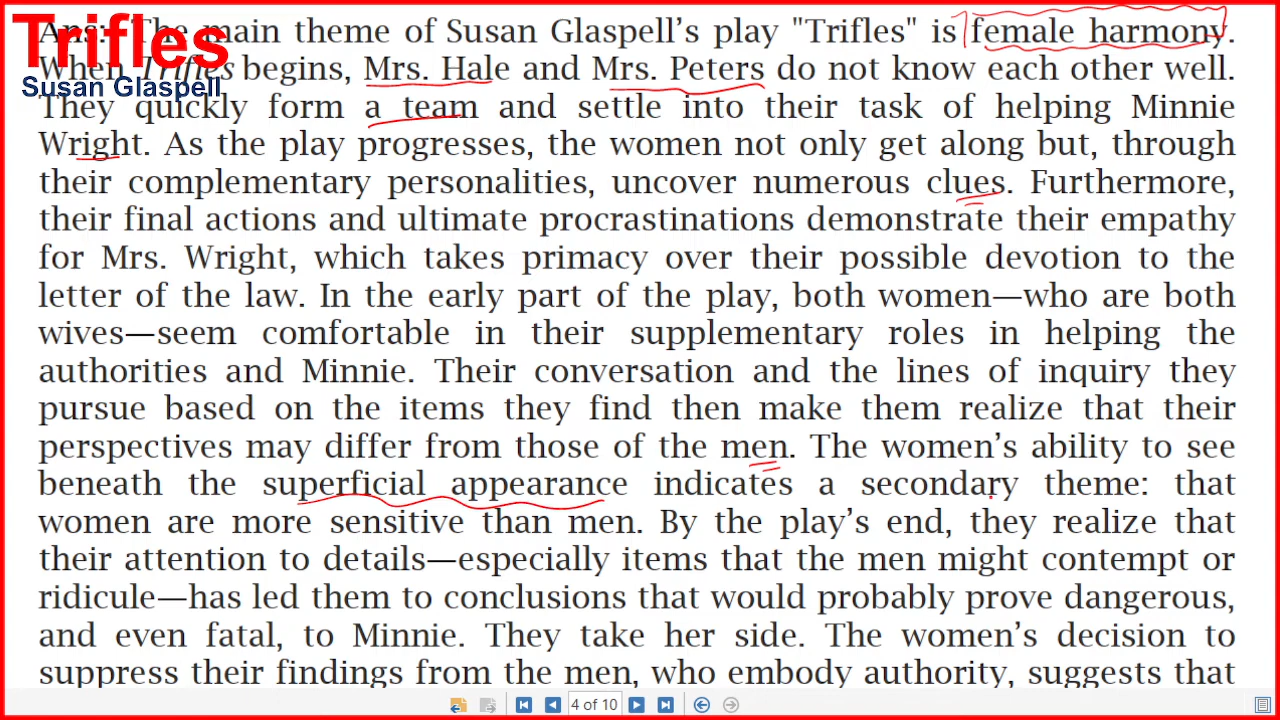 Trifles
Susan Glaspell
Ans: The main theme of Susan Glaspell’s play "Trifles" is female harmony.
When Trifles begins, Mrs. Hale and Mrs. Peters do not know each other well.
They quickly form a team and settle into their task of helping Minnie
Wright. As the play progresses, the women not only get along but, through
their complementary personalities, uncover numerous clues. Furthermore,
their final actions and ultimate procrastinations demonstrate their empathy
for Mrs. Wright, which takes primacy over their possible devotion to the
letter of the law. In the early part of the play, both women—who are both
wives—seem comfortable in their supplementary roles in helping the
authorities and Minnie. Their conversation and the lines of inquiry they
pursue based on the items they find then make them realize that their
perspectives may differ from those of the men. The women’s ability to see
beneath the superficial appearance indicates a secondary theme: that
women are more sensitive than men. By the play’s end, they realize that
their attention to details—especially items that the men might contempt or
ridicule—has led them to conclusions that would probably prove dangerous,
and even fatal, to Minnie. They take her side. The women’s decision to
suppress their findings from the men, who embody authority, suggests that
4 of 10